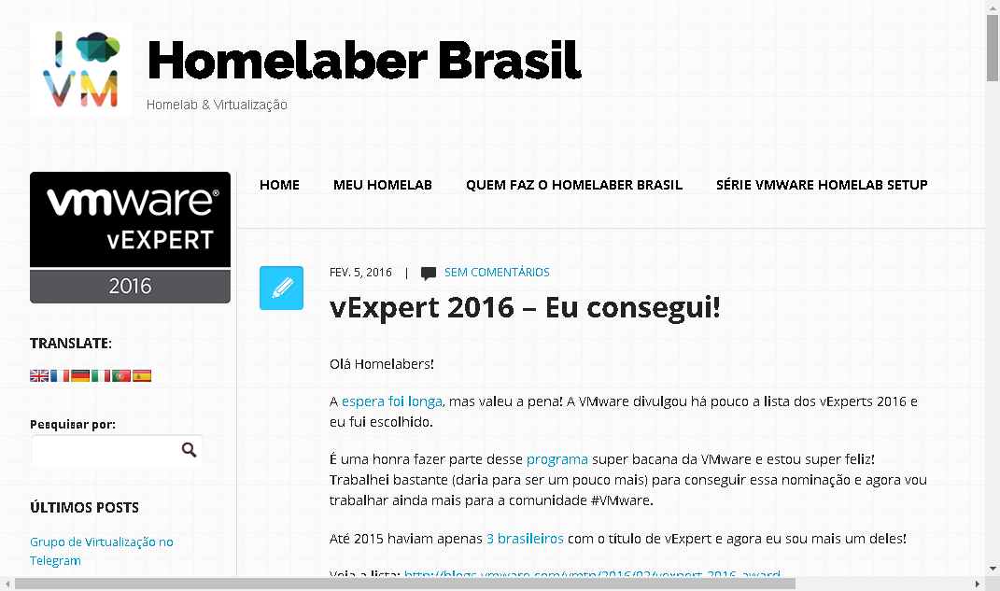 I
VM
Homelaber Brasil
Homelab & Virtualização
vmware®
vEXPERT
2016
TRANSLATE:
Pesquisar por:
ÚLTIMOS POSTS
Grupo de Virtualização no
Telegram
HOME MEU HOMELAB QUEM FAZ O HOMELABER BRASIL SÉRIE VMWARE HOMELAB SETUP
FEV. 5, 2016 | SEM COMENTÁRIOS
vExpert 2016 – Eu consegui!
Olá Homelabers!
A espera foi longa, mas valeu a pena! A VMware divulgou há pouco a lista dos vExperts 2016 e
eu fui escolhido.
É uma honra fazer parte desse programa super bacana da VMware e estou super feliz!
Trabalhei bastante (daria para ser um pouco mais) para conseguir essa nominação e agora vou
trabalhar ainda mais para a comunidade #VMware.
Até 2015 haviam apenas 3 brasileiros com o título de vExpert e agora eu sou mais um deles!
Veja a lista: http://blogs.vmware.com/vmtn/2016/02/vexpert-2016-award